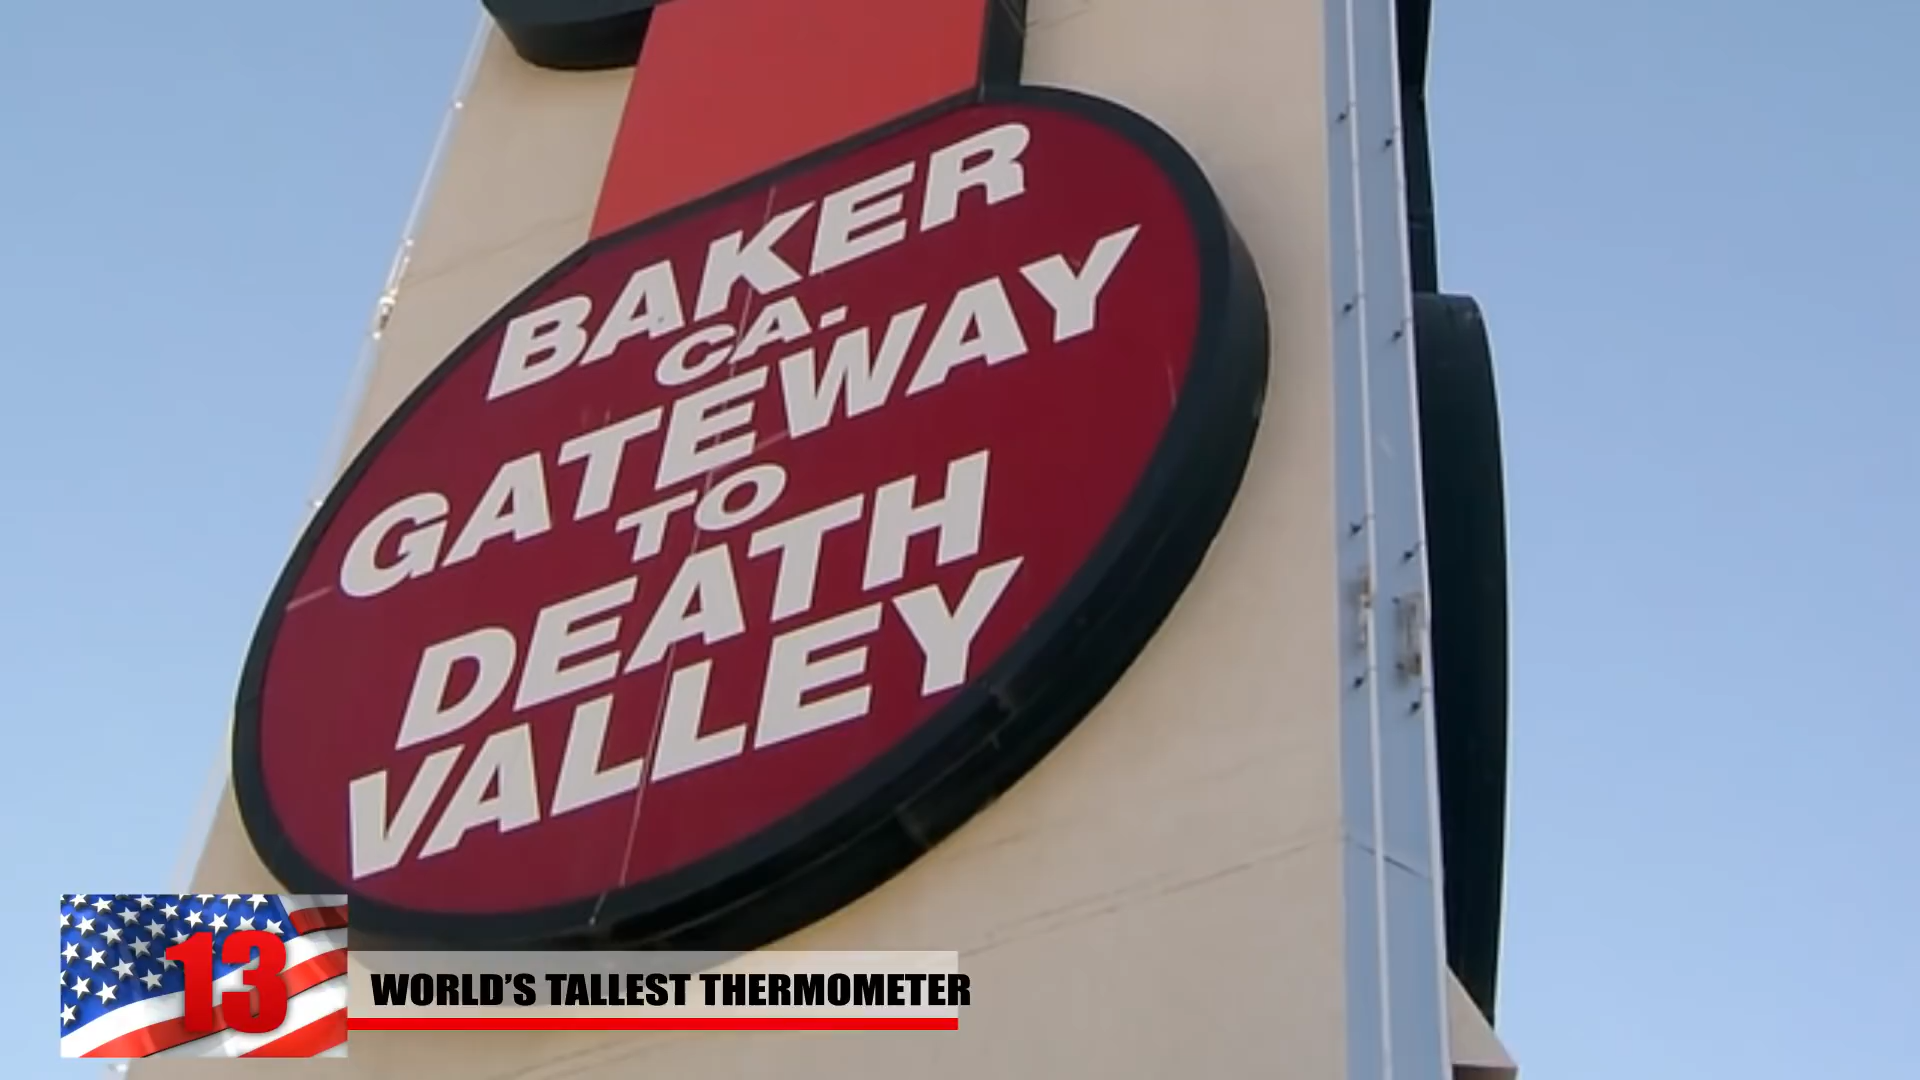 BAKER
CA.
GATEWAY
TO
DEATH
VALLEY
13
WORLD'S TALLEST THERMOMETER